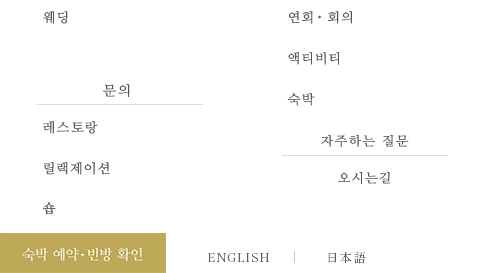 웨딩
연회・회의
액티비티
숙박
문의
레스토랑
릴랙제이션
숍
자주하는 질문
오시는길
숙박 예약·빈방 확인
ENGLISH | 日本語